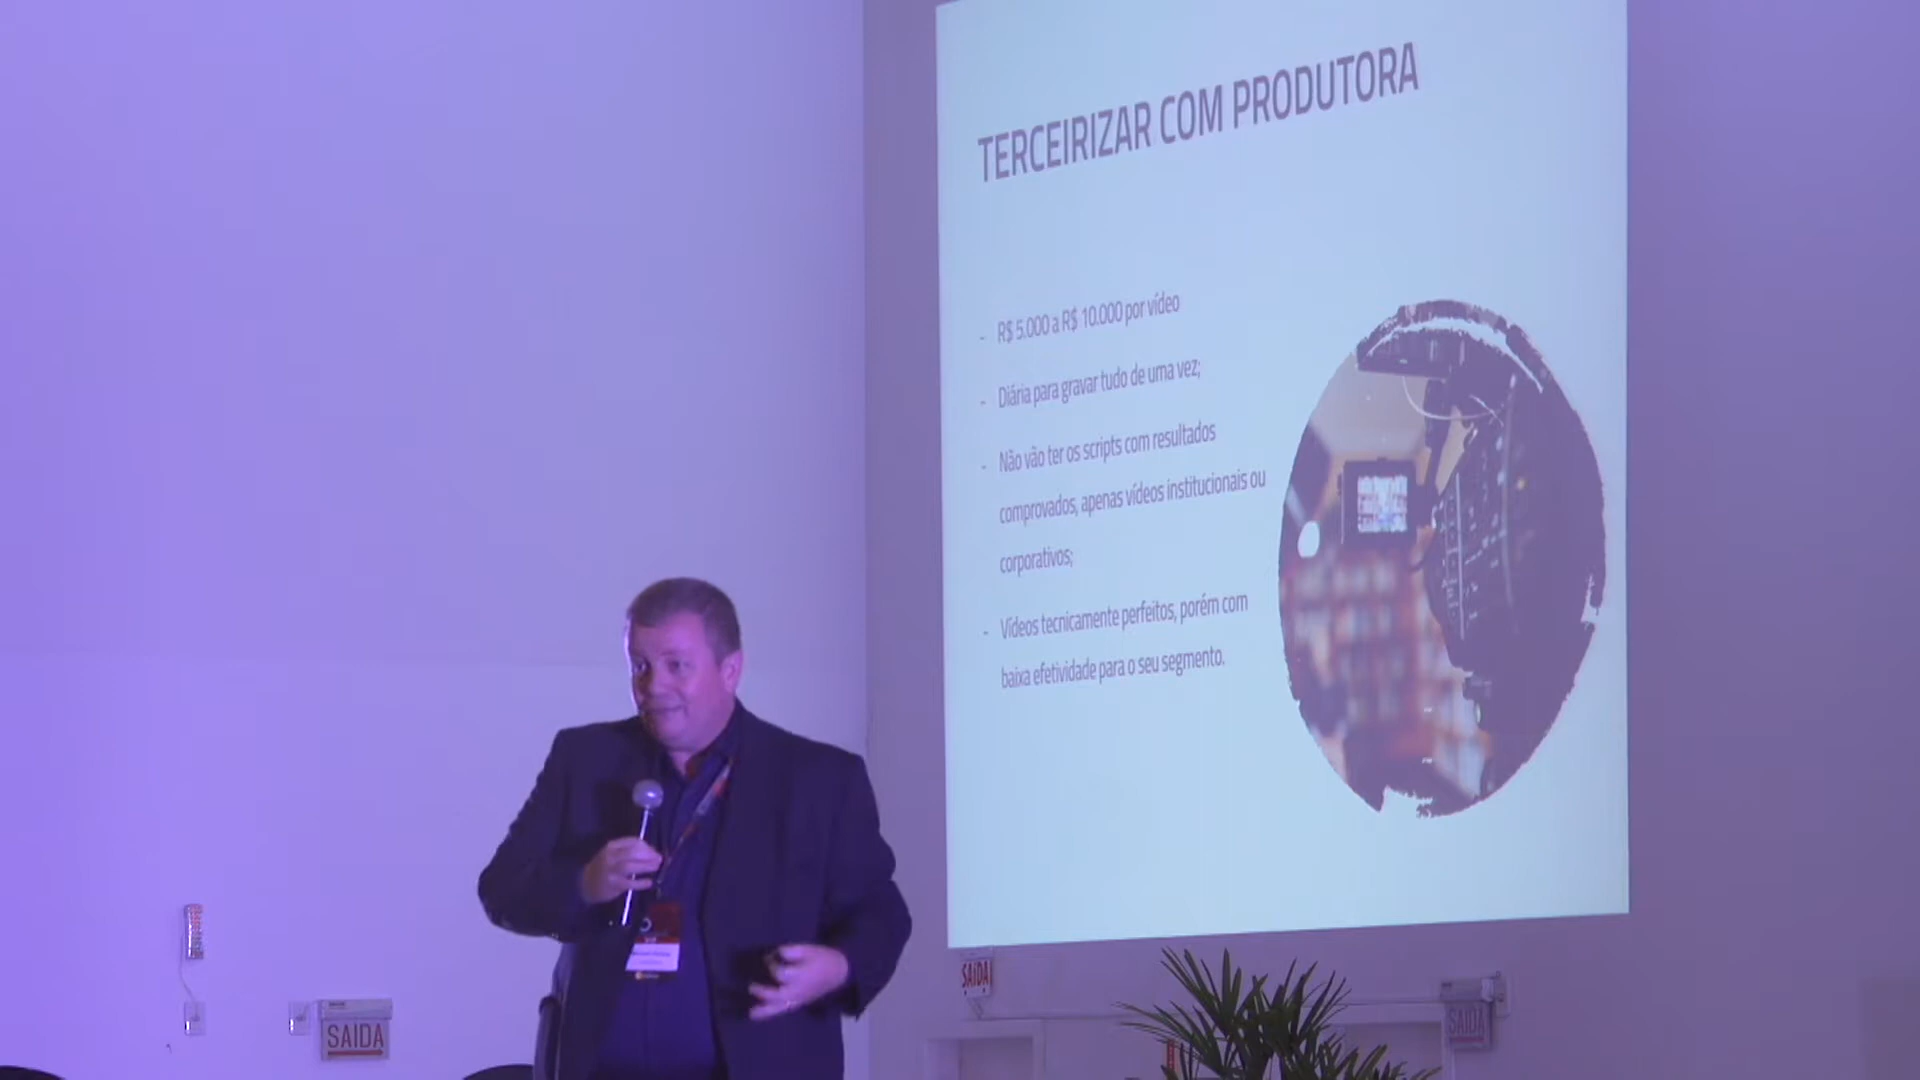 TERCEIRIZAR COM PRODUTORA
- R$ 5.000 a R$ 10.000 por vídeo
- Diária para gravar tudo de uma vez;
- Não vão ter os scripts com resultados
comprovados, apenas vídeos institucionais ou
corporativos;
- Vídeos tecnicamente perfeitos, porém com
baixa efetividade para o seu segmento.
SAÍDA
SAIDA
SAIDA